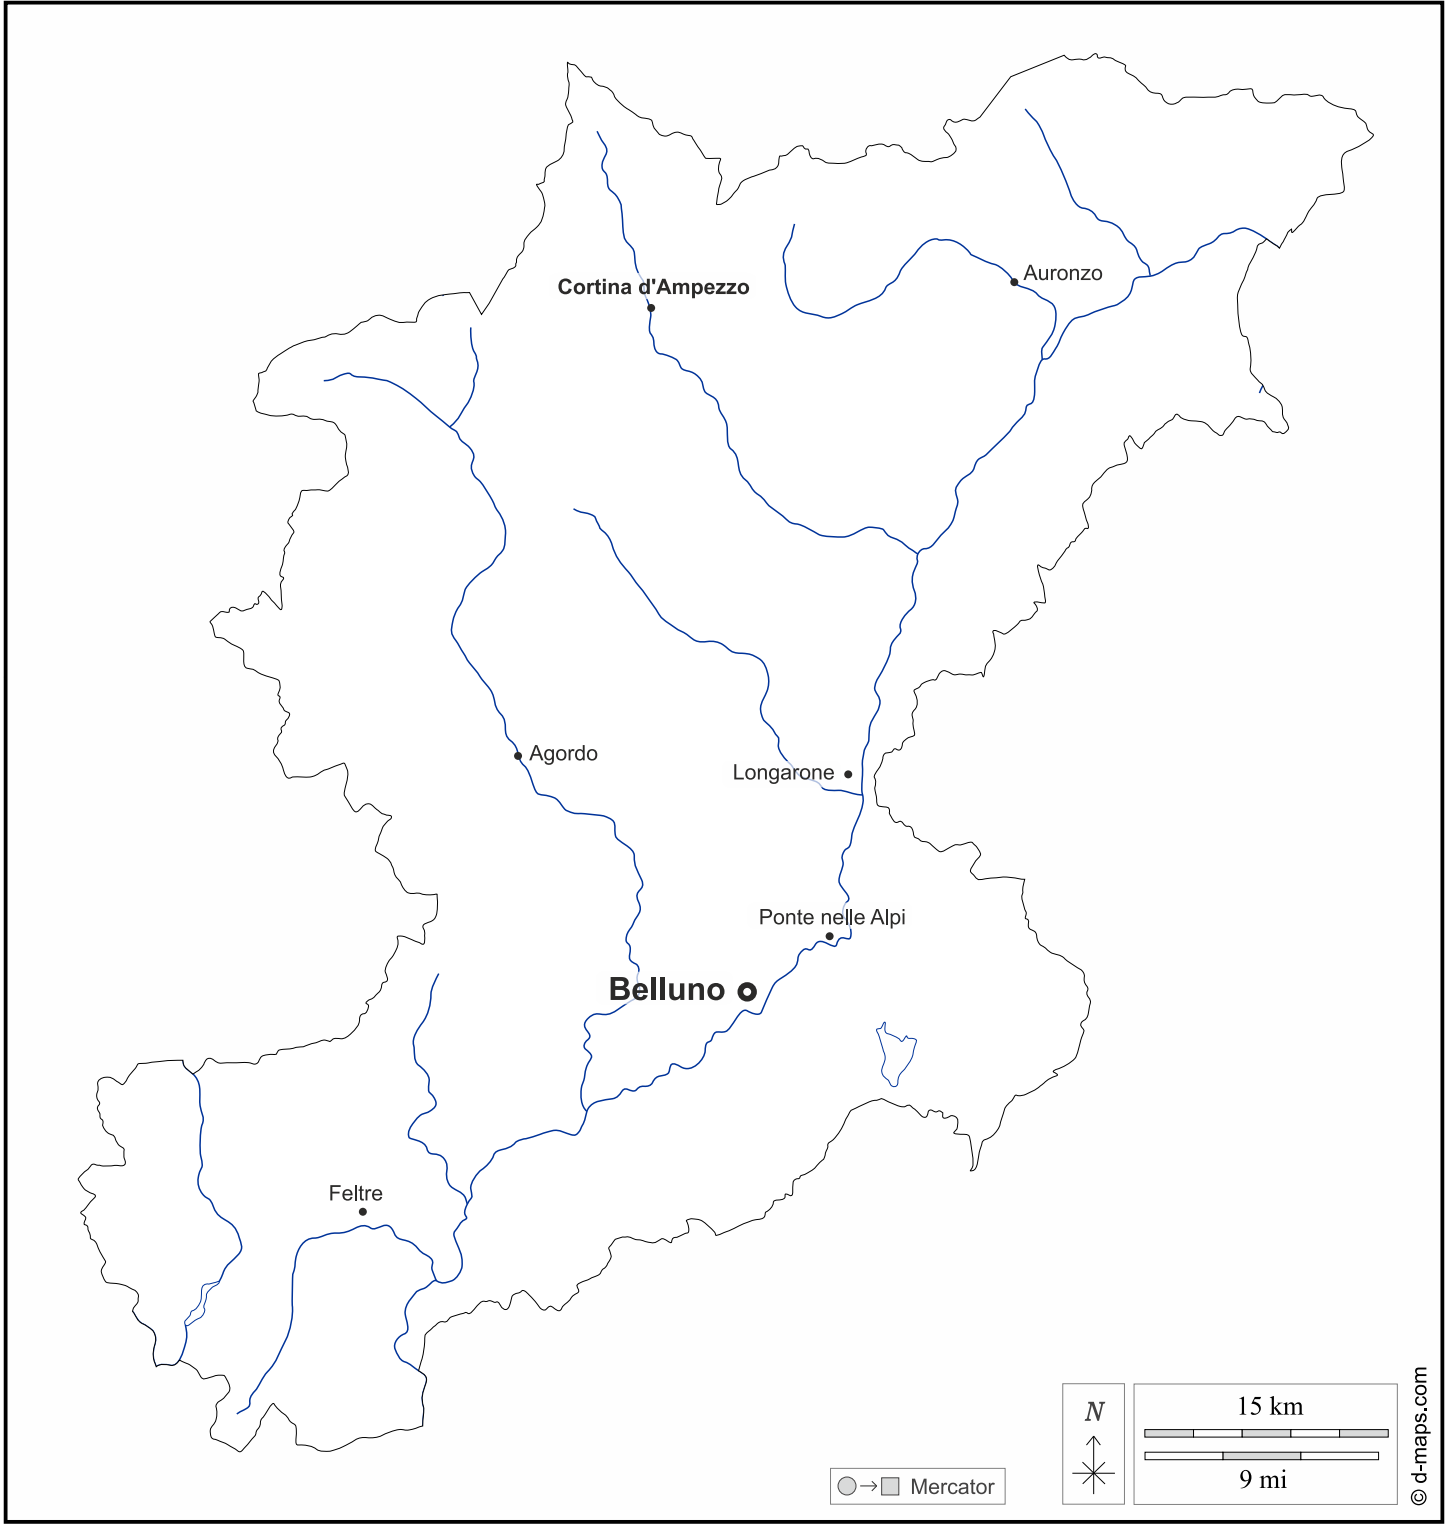 Cortina d'Ampezzo
Auronzo
Agordo
Longarone
Ponte nelle Alpi
Belluno
Feltre
N
15 km
9 mi
Mercator
© d-maps.com